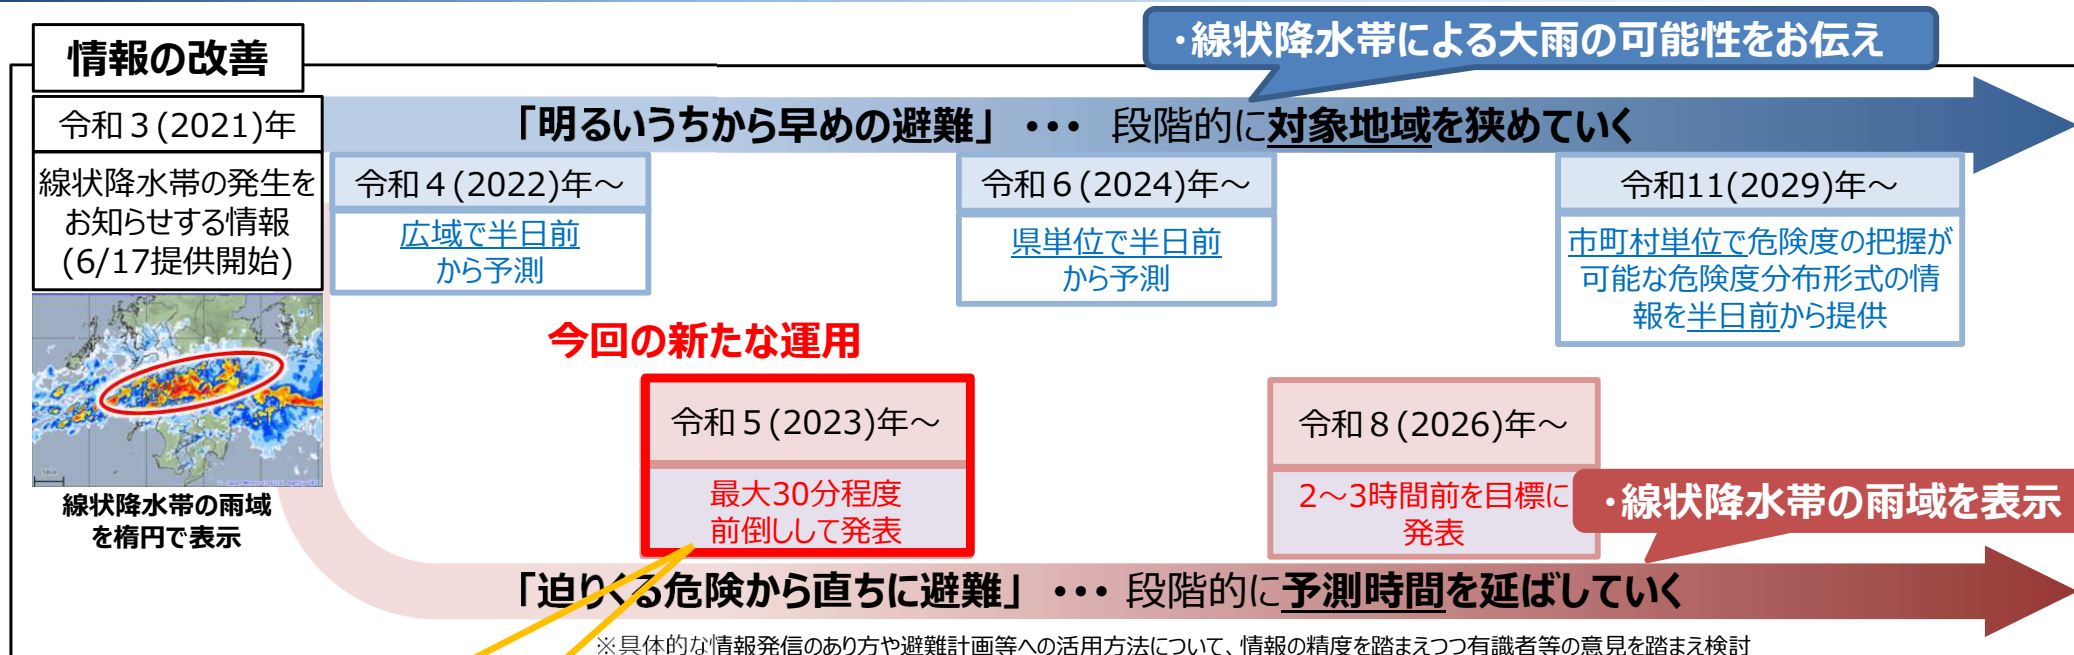 ・線状降水帯による大雨の可能性をお伝え
情報の改善
令和３(2021)年
「明るいうちから早めの避難」 ･･･ 段階的に対象地域を狭めていく
線状降水帯の発生を
お知らせする情報
(6/17提供開始)
令和４(2022)年～
広域で半日前
から予測
令和６(2024)年～
県単位で半日前
から予測
令和11(2029)年～
市町村単位で危険度の把握が
可能な危険度分布形式の情
報を半日前から提供
今回の新たな運用
線状降水帯の雨域
を楕円で表示
令和５(2023)年～
最大30分程度
前倒しして発表
令和８(2026)年～
2～3時間前を目標に
発表
・線状降水帯の雨域を表示
「迫りくる危険から直ちに避難」 ･･･ 段階的に予測時間を延ばしていく
※具体的な情報発信のあり方や避難計画等への活用方法について、情報の精度を踏まえつつ有識者等の意見を踏まえ検討